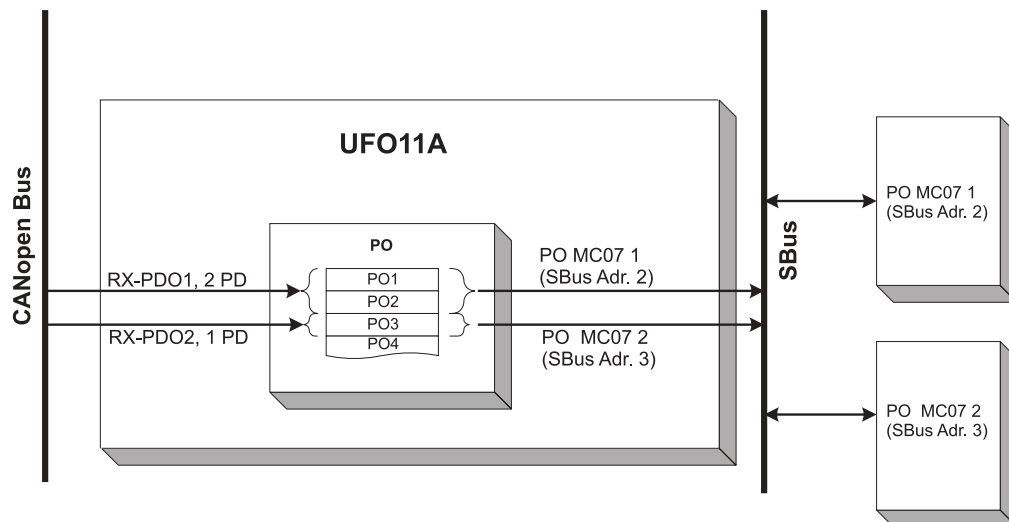 CANopen Bus
UFO11A
PO
PO1
PO2
PO3
PO4
RX-PDO1, 2 PD
RX-PDO2, 1 PD
PO MC07 1
(SBus Adr. 2)
PO MC07 2
(SBus Adr. 3)
SBus
PO MC07 1
(SBus Adr. 2)
PO MC07 2
(SBus Adr. 3)